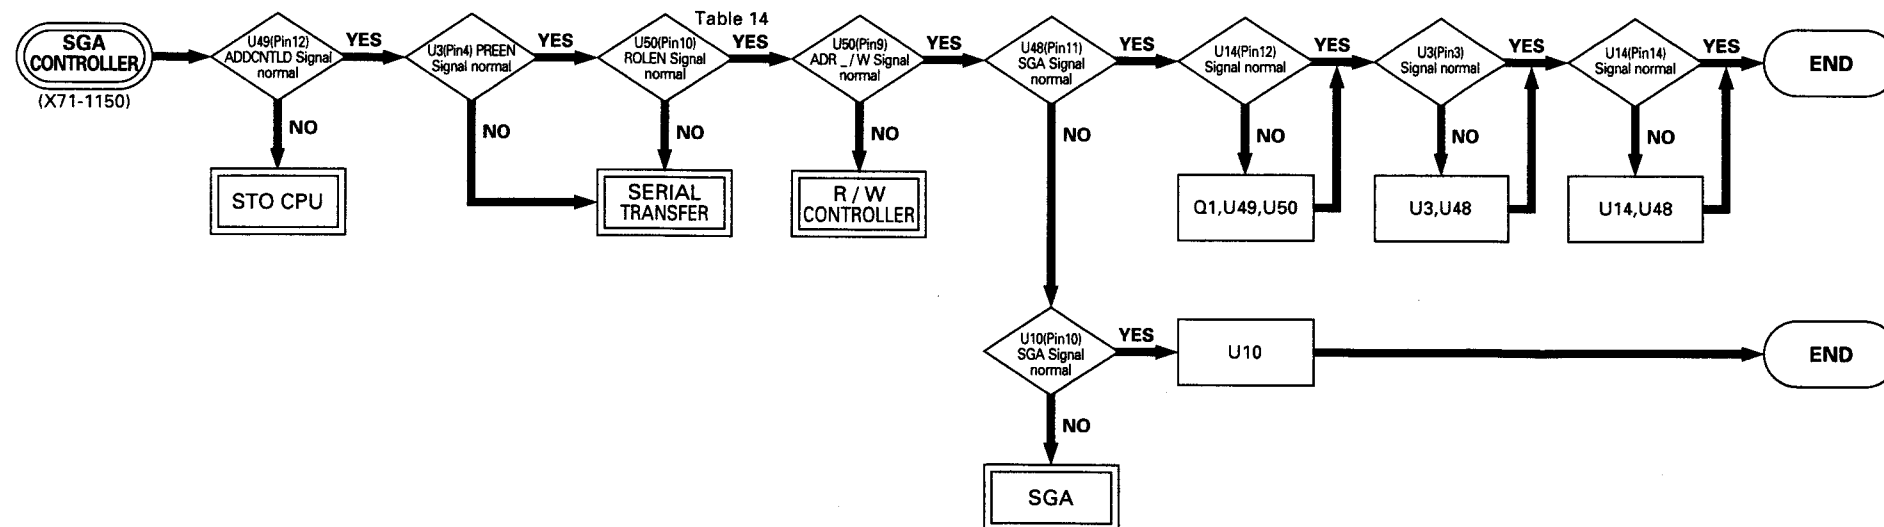 Table 14
SGA
CONTROLLER
(X71-1150)
U49(Pin12)
ADDCNTLD Signal
normal
YES
NO
STO CPU
U3(Pin4) PREEN
Signal normal
YES
NO
U50(Pin10)
ROLEN Signal
normal
YES
NO
SERIAL
TRANSFER
U50(Pin9)
ADR _ / W Signal
normal
YES
NO
R / W
CONTROLLER
U48(Pin11)
SGA Signal
normal
YES
NO
U14(Pin12)
Signal normal
YES
NO
Q1,U49,U50
U3(Pin3)
Signal normal
YES
NO
U3,U48
U14(Pin14)
Signal normal
YES
NO
U14,U48
END
U10(Pin10)
SGA Signal
normal
YES
NO
U10
END
SGA